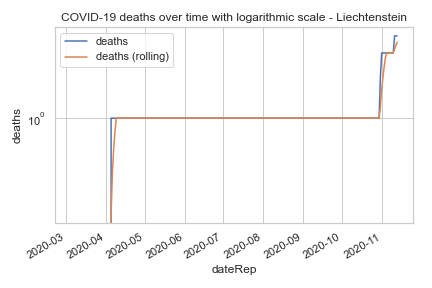 COVID-19 deaths over time with logarithmic scale - Liechtenstein
deaths
deaths (rolling)
deaths
10⁰
2020-03
2020-04
2020-05
2020-06
2020-07
2020-08
2020-09
2020-10
2020-11
dateRep